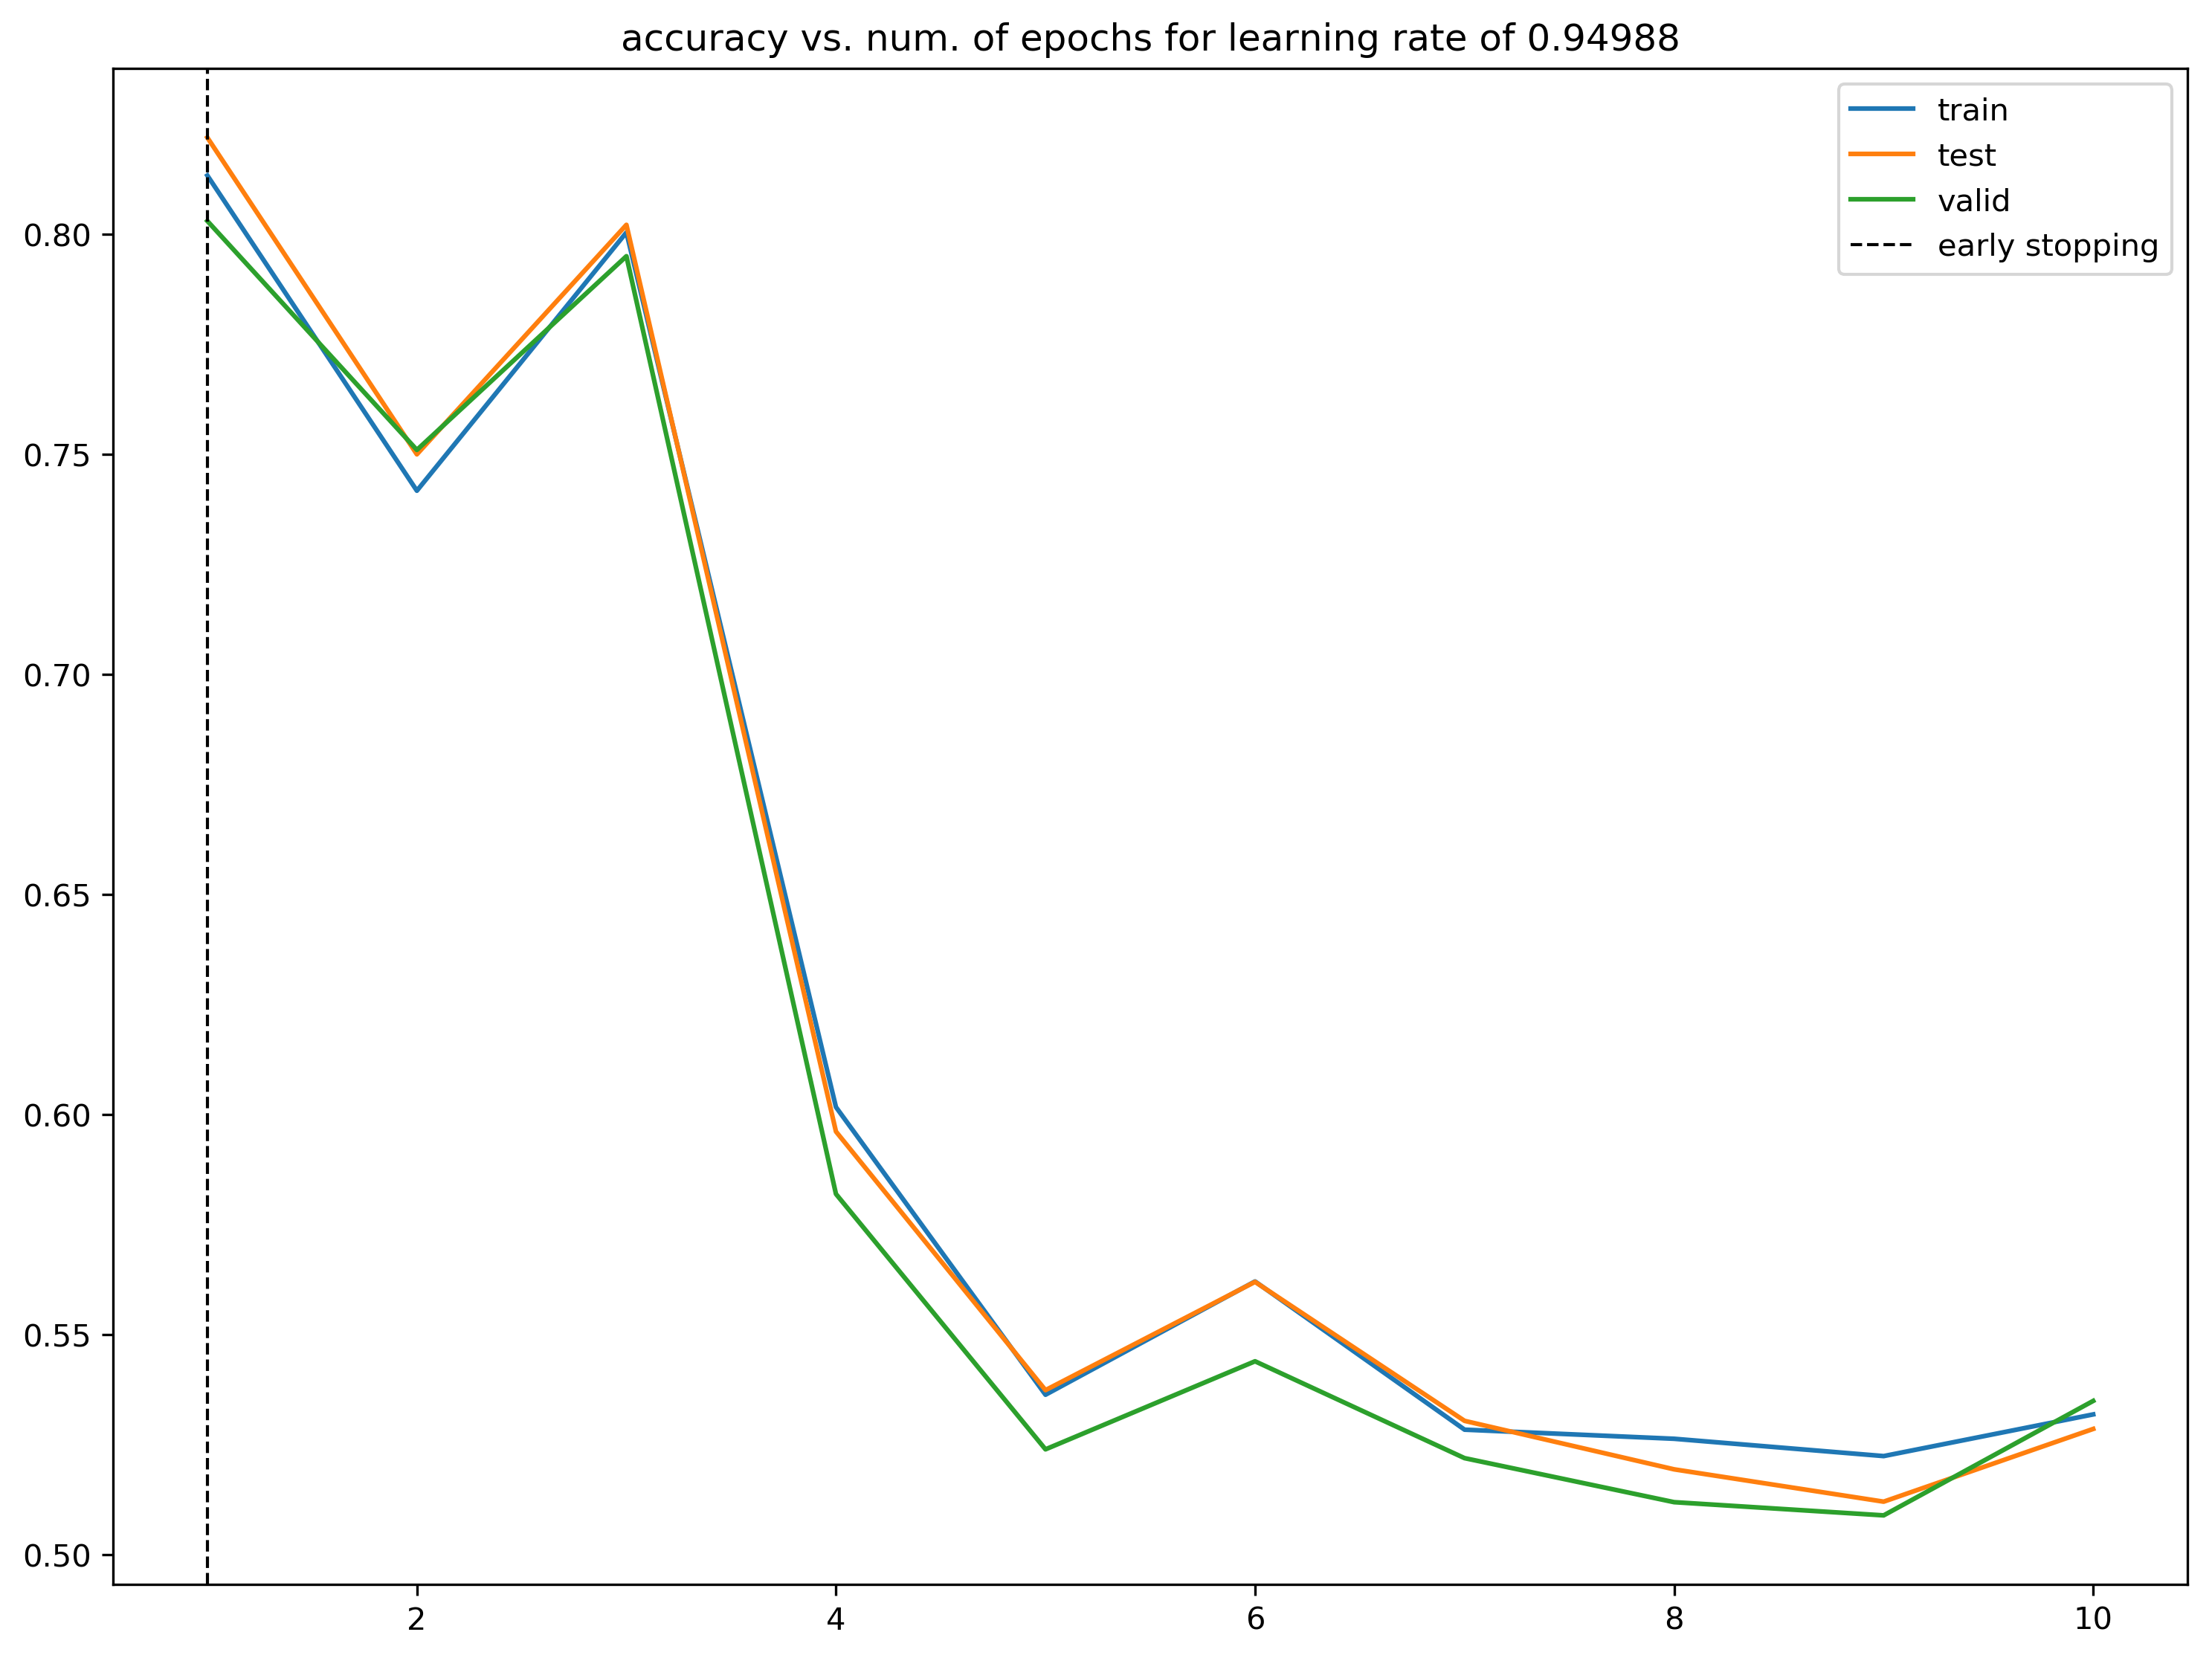 accuracy vs. num. of epochs for learning rate of 0.94988
train
test
valid
early stopping
0.80
0.75
0.70
0.65
0.60
0.55
0.50
2
4
6
8
10